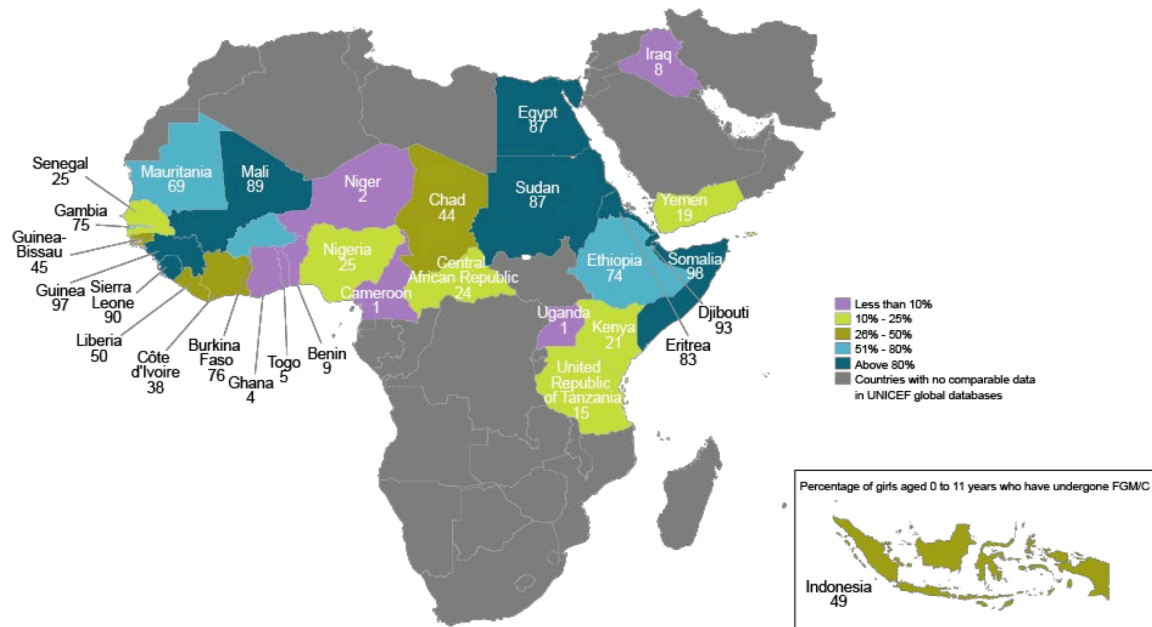 Iraq
8
Egypt
87
Senegal
25
Mauritania
69
Mali
89
Niger
2
Chad
44
Sudan
87
Yemen
19
Gambia
75
Guinea-
Bissau
45
Nigeria
25
Central
African Republic
24
Ethiopia
74
Somalia
98
Guinea
97
Sierra
Leone
90
Cameroon
1
Uganda
1
Kenya
21
Djibouti
93
Liberia
50
Côte
d'Ivoire
38
Burkina
Faso
76
Ghana
4
Togo
5
Benin
9
Eritrea
83
United
Republic
of Tanzania
15
Less than 10%
10% - 25%
26% - 50%
51% - 80%
Above 80%
Countries with no comparable data
in UNICEF global databases
Percentage of girls aged 0 to 11 years who have undergone FGM/C
Indonesia
49